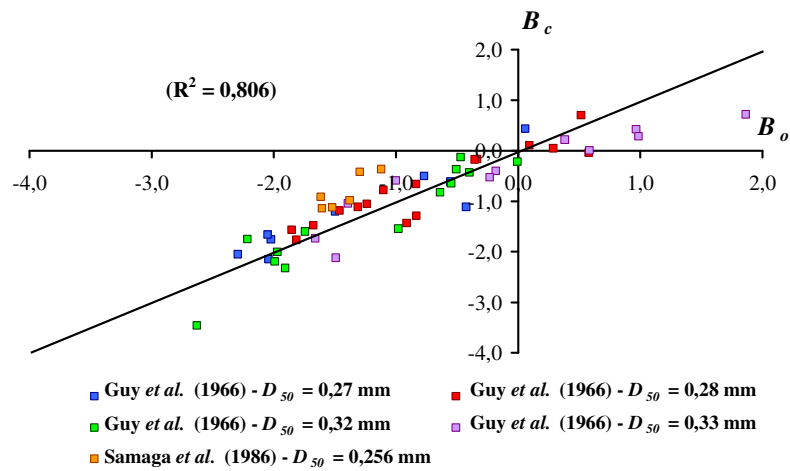 B c
2,0
(R2 = 0,806)
1,0
B o
0,0
-4,0 -3,0 -2,0 -1,0 0,0 1,0 2,0
-1,0
-2,0
-3,0
-4,0
Guy et al. (1966) - D 50 = 0,27 mm
Guy et al. (1966) - D 50 = 0,28 mm
Guy et al. (1966) - D 50 = 0,32 mm
Guy et al. (1966) - D 50 = 0,33 mm
Samaga et al. (1986) - D 50 = 0,256 mm